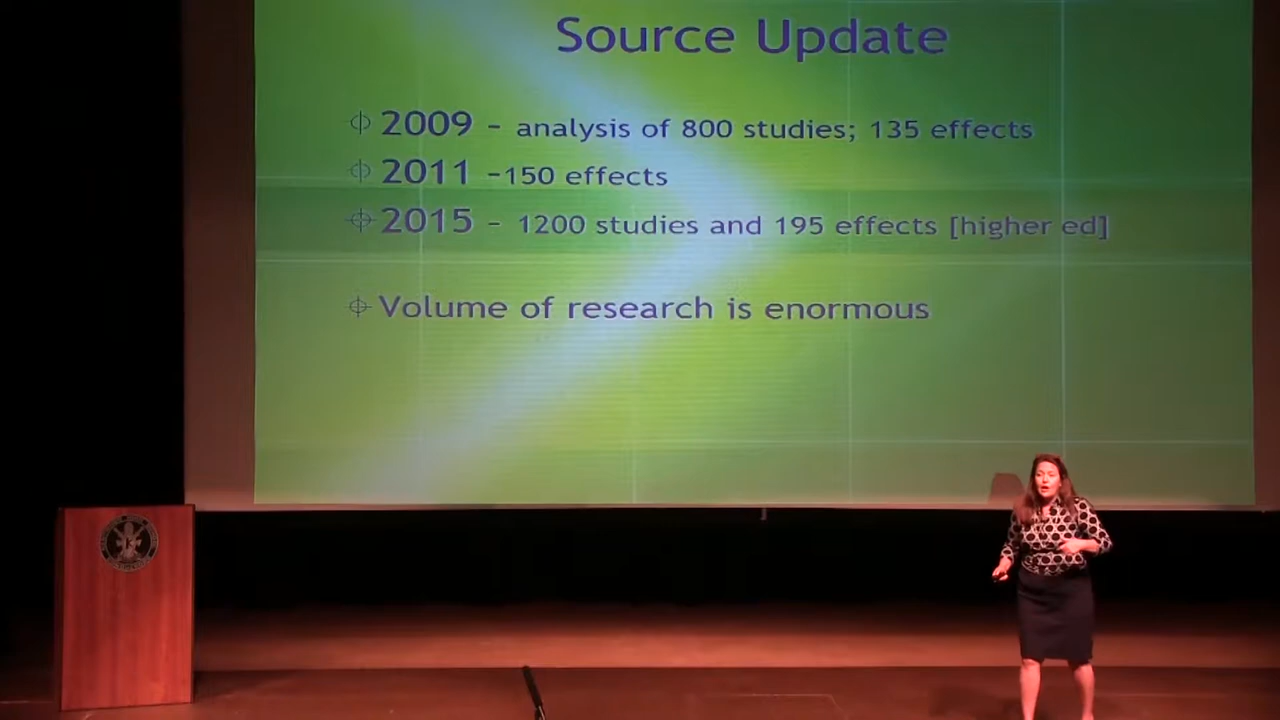 Source Update
2009 - analysis of 800 studies; 135 effects
2011 -150 effects
2015 - 1200 studies and 195 effects [higher ed]
Volume of research is enormous